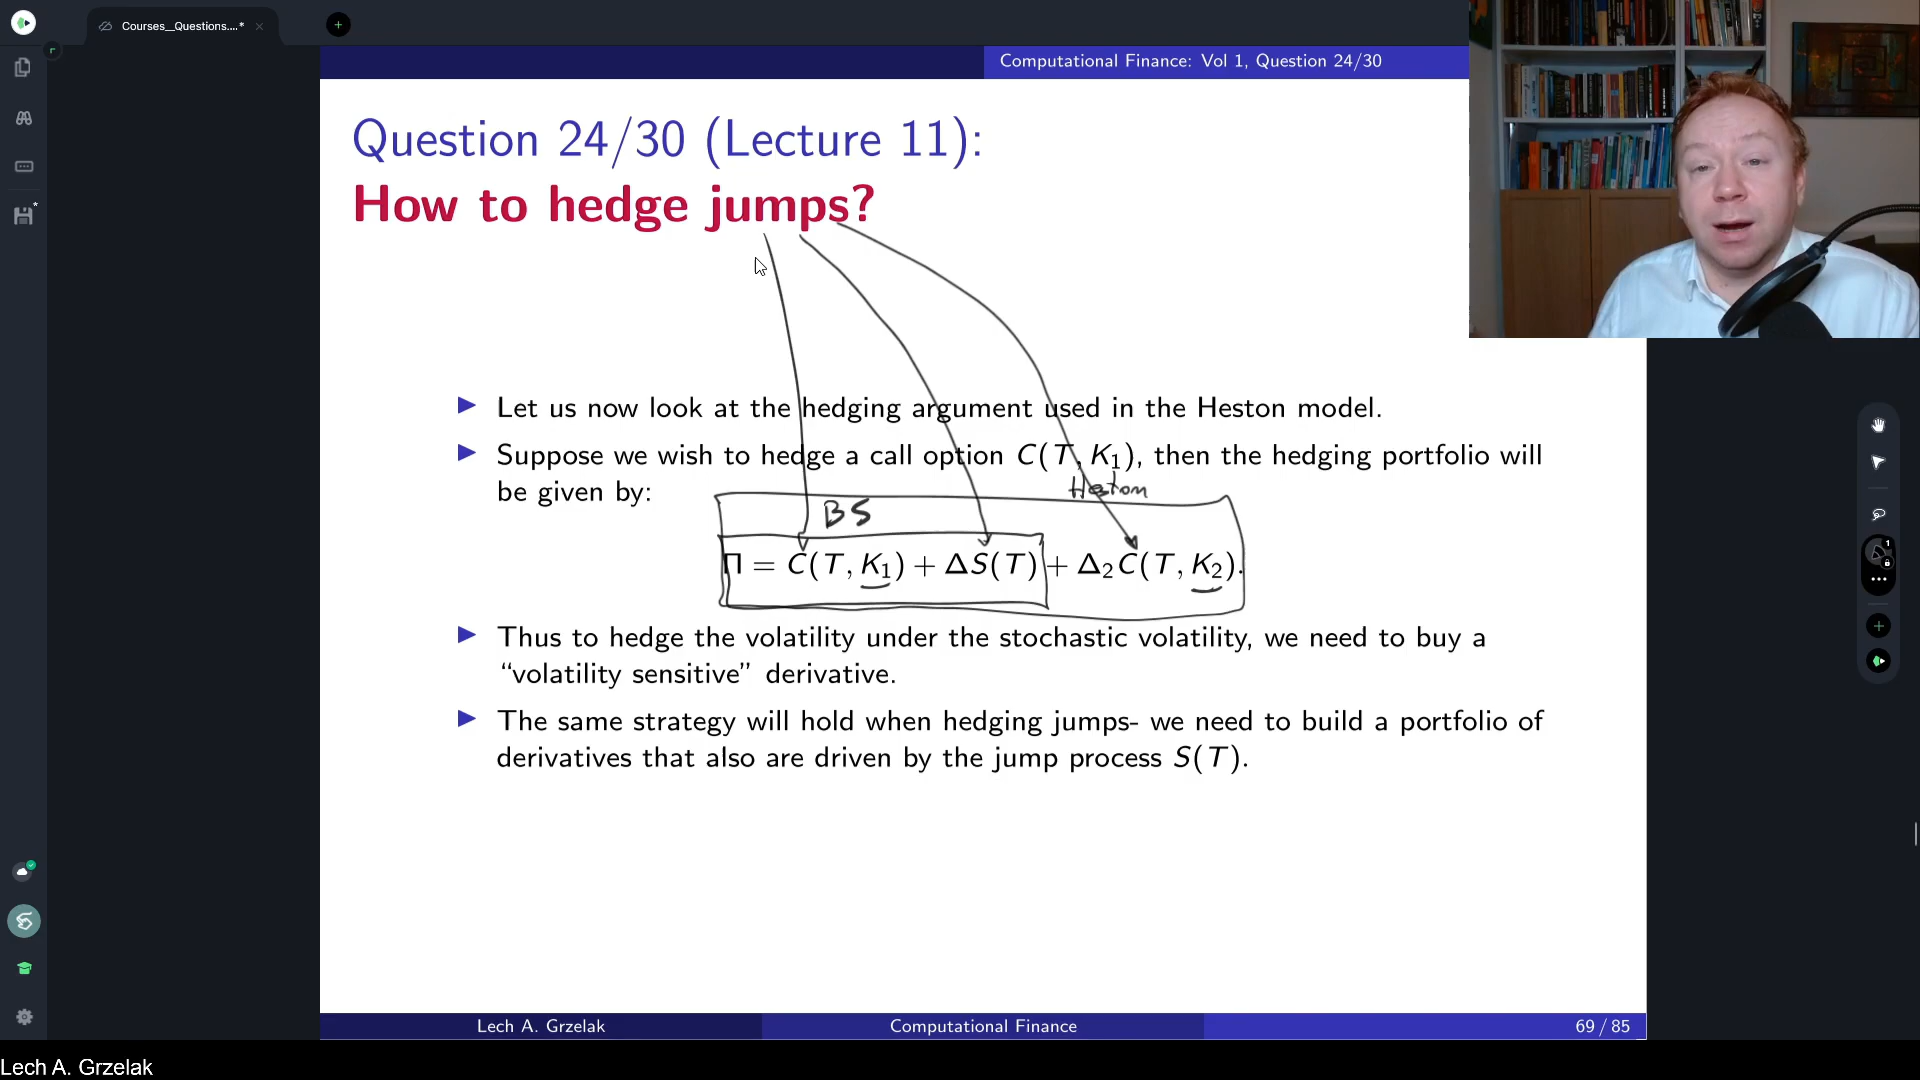 Courses__Questions....*
Computational Finance: Vol 1, Question 24/30
Question 24/30 (Lecture 11):
How to hedge jumps?
▶ Let us now look at the hedging argument used in the Heston model.
▶ Suppose we wish to hedge a call option C(T, K₁), then the hedging portfolio will
be given by:
Heston
BS
Π = C(T, K₁) + ΔS(T) + Δ₂C(T, K₂).
▶ Thus to hedge the volatility under the stochastic volatility, we need to buy a
“volatility sensitive” derivative.
▶ The same strategy will hold when hedging jumps- we need to build a portfolio of
derivatives that also are driven by the jump process S(T).
1
Lech A. Grzelak
Computational Finance
69 / 85
Lech A. Grzelak